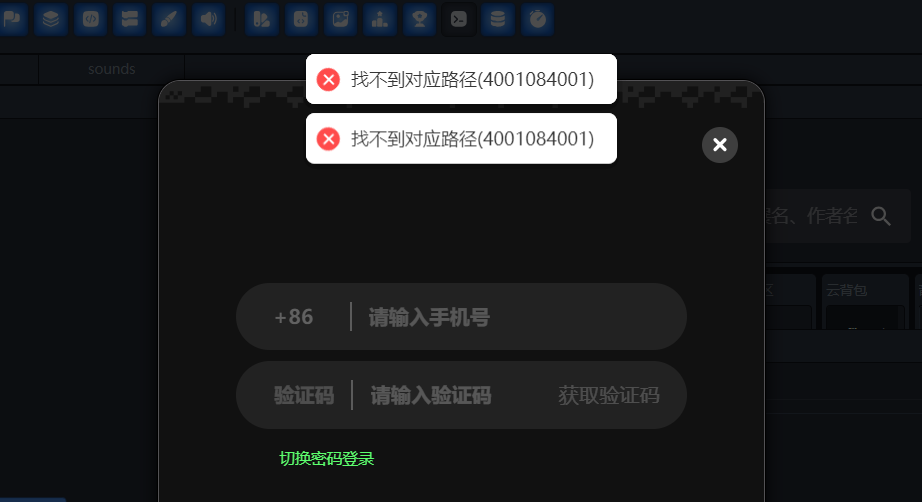 sounds
找不到对应路径(4001084001)
找不到对应路径(4001084001)
名、作者名
区
云背包
+86
请输入手机号
验证码
请输入验证码
获取验证码
切换密码登录